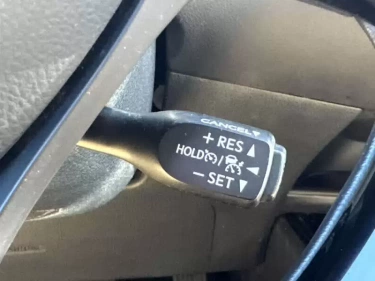 CANCEL▼
+ RES ▲
HOLD / ◄
− SET ▼